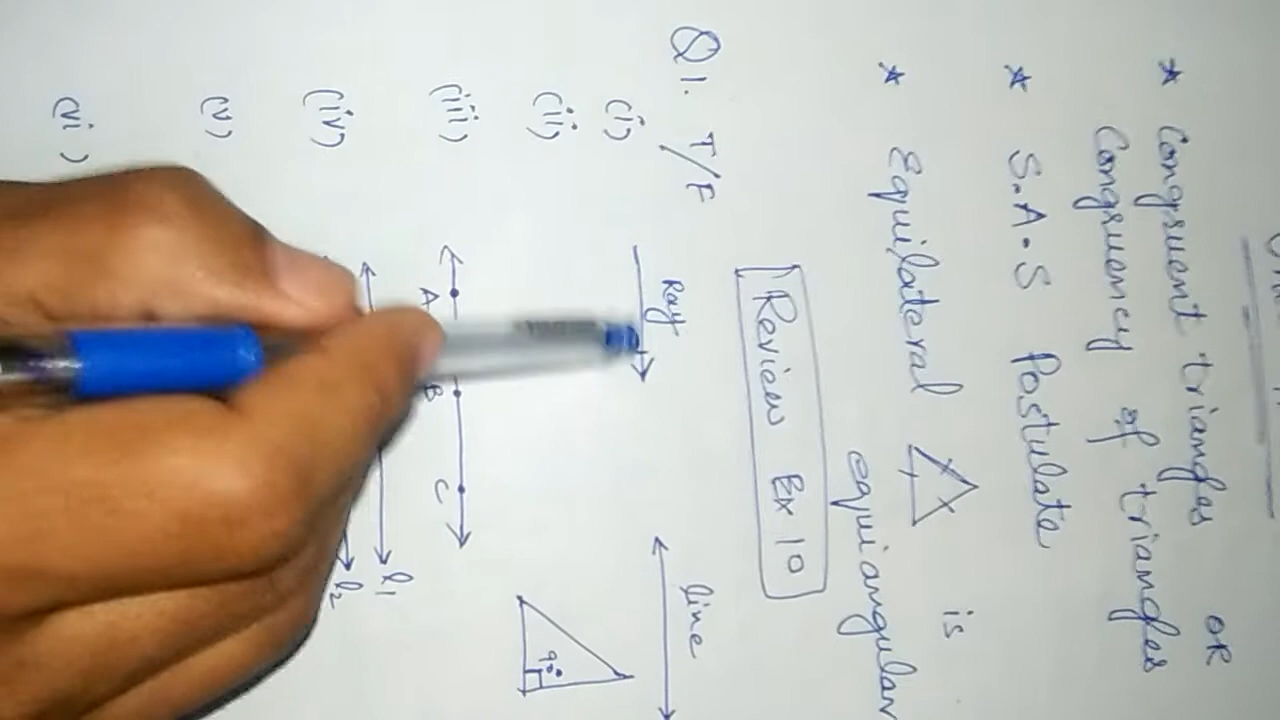 * Congruent triangles OR
Congruency of triangles
* S.A.S Postulate
* Equilateral is
equiangular
Review Ex 10
Q1. T/F
(i) Ray line
(ii)
90°
(iii) A B C
(iv) l1
l2
(v)
(vi)